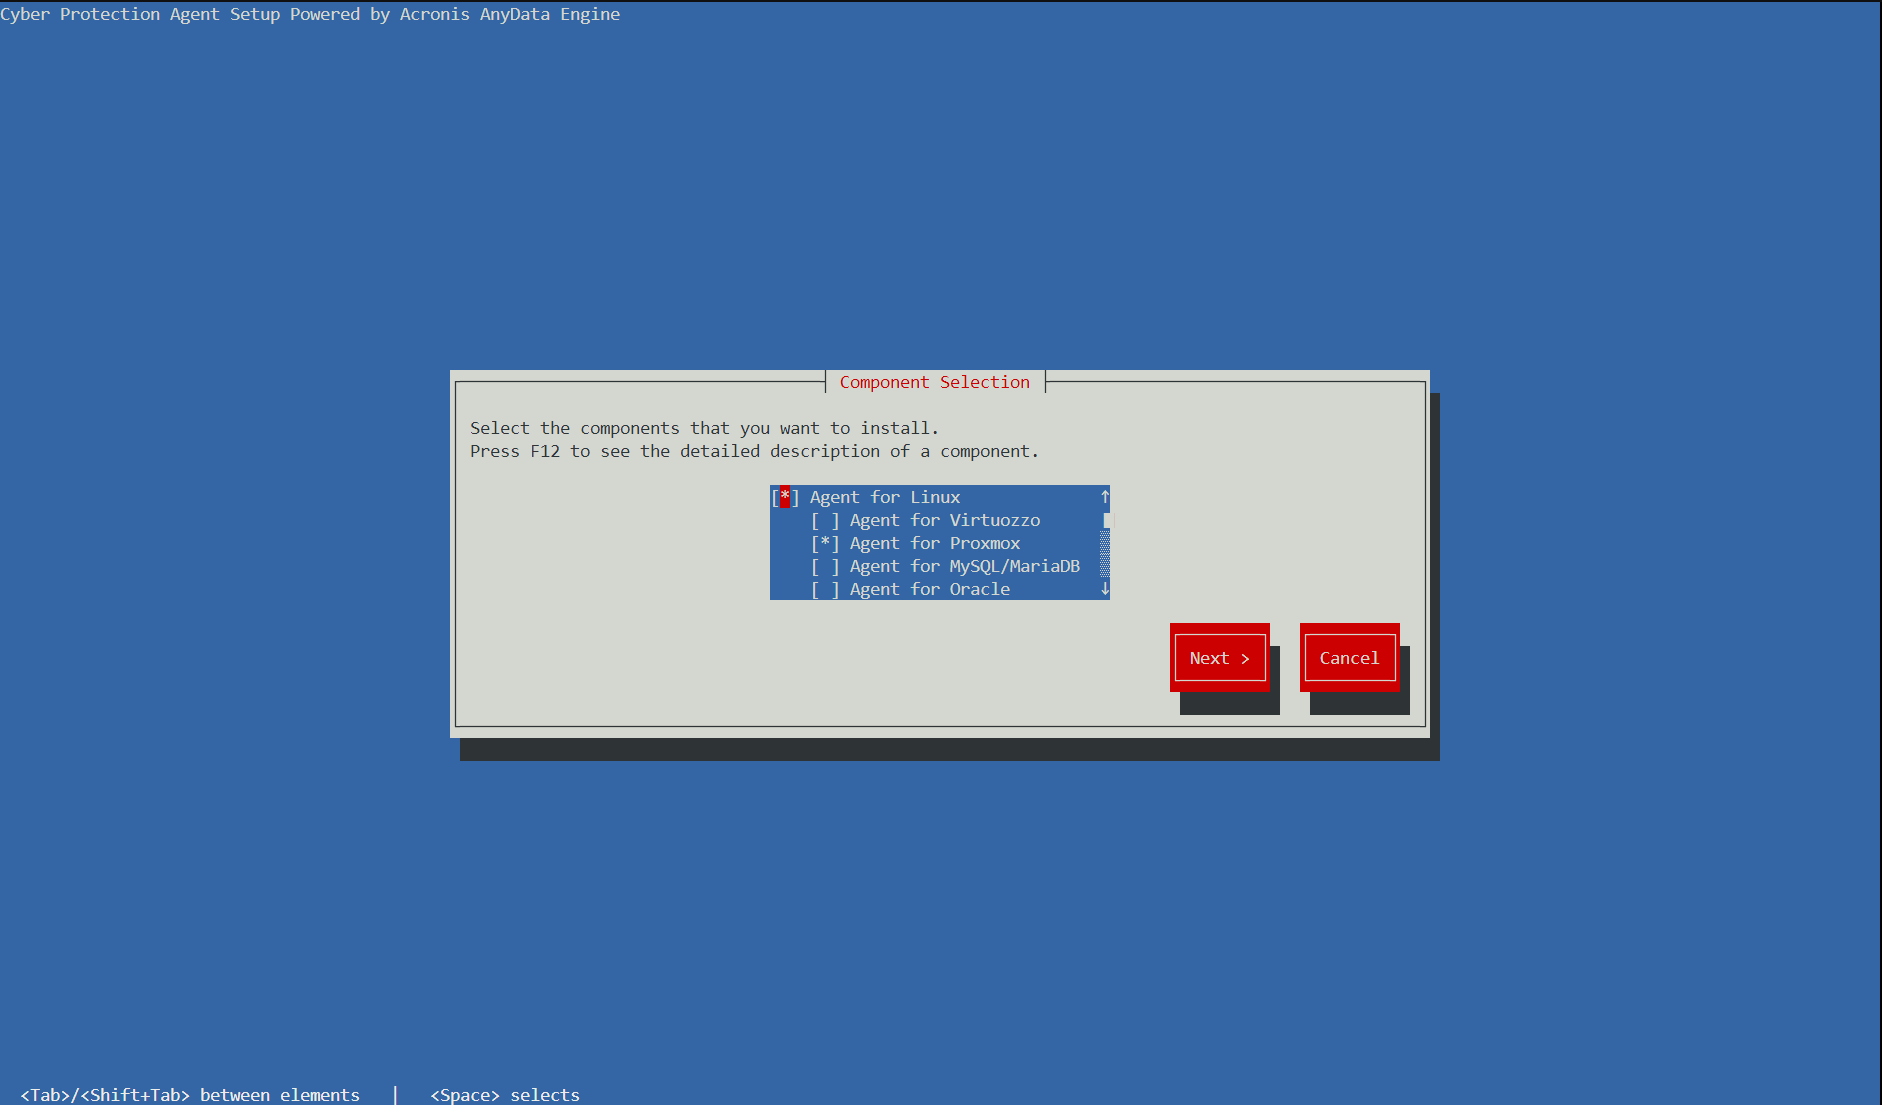 Cyber Protection Agent Setup Powered by Acronis AnyData Engine
Component Selection
Select the components that you want to install.
Press F12 to see the detailed description of a component.
[*] Agent for Linux ↑
[ ] Agent for Virtuozzo
[*] Agent for Proxmox
[ ] Agent for MySQL/MariaDB
[ ] Agent for Oracle ↓
Next > Cancel
<Tab>/<Shift+Tab> between elements | <Space> selects